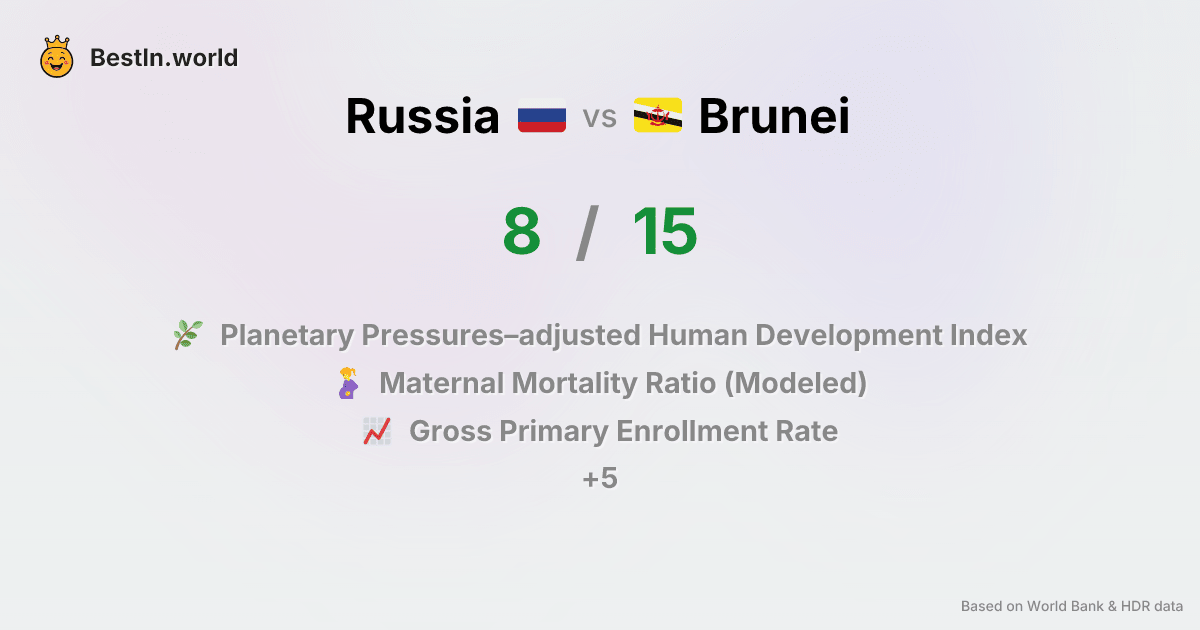 BestIn.world
Russia vs Brunei
8 / 15
Planetary Pressures–adjusted Human Development Index
Maternal Mortality Ratio (Modeled)
Gross Primary Enrollment Rate
+5
Based on World Bank & HDR data